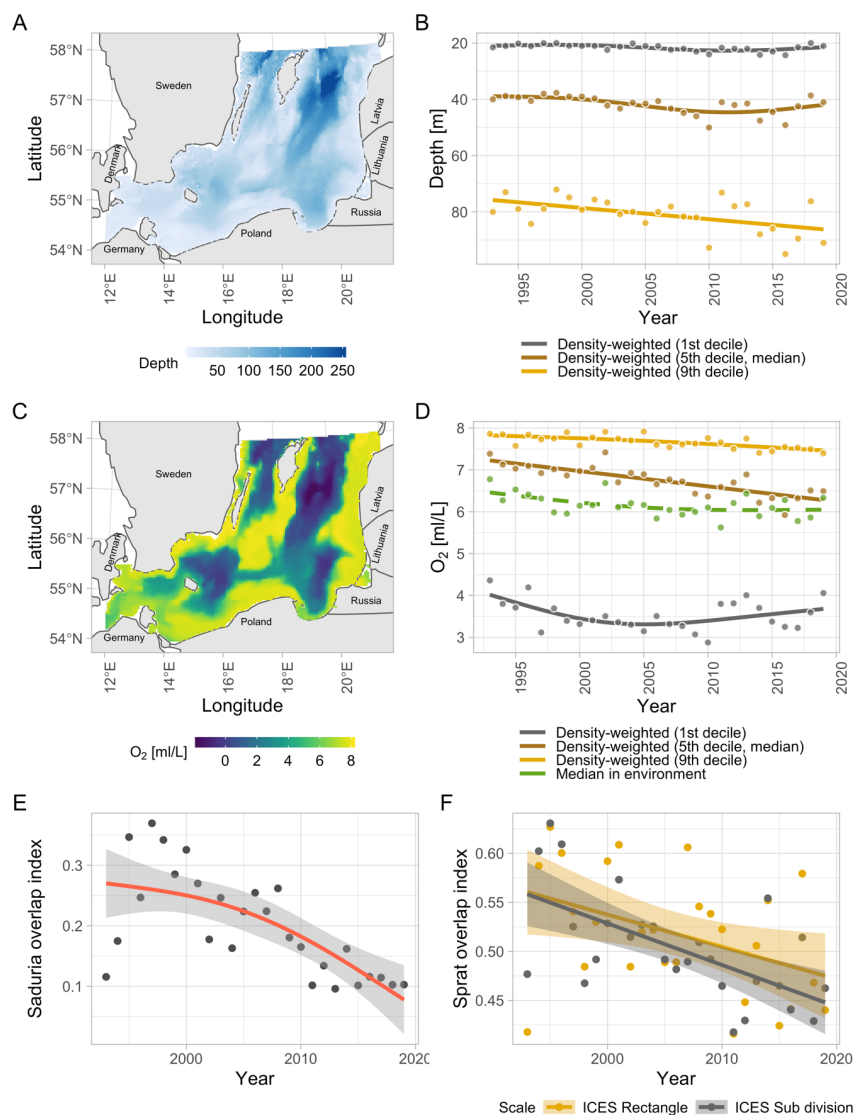 A
B
58°N
57°N
56°N
55°N
54°N
Latitude
Sweden
Denmark
Latvia
Lithuania
Russia
Poland
Germany
12°E
14°E
16°E
18°E
20°E
Longitude
Depth
50 100 150 200 250
20
40
60
80
Depth [m]
1995
2000
2005
2010
2015
2020
Year
Density-weighted (1st decile)
Density-weighted (5th decile, median)
Density-weighted (9th decile)
C
D
58°N
57°N
56°N
55°N
54°N
Latitude
Sweden
Denmark
Latvia
Lithuania
Russia
Poland
Germany
12°E
14°E
16°E
18°E
20°E
Longitude
O₂ [ml/L]
0 2 4 6 8
8
7
6
5
4
3
O₂ [ml/L]
1995
2000
2005
2010
2015
2020
Year
Density-weighted (1st decile)
Density-weighted (5th decile, median)
Density-weighted (9th decile)
Median in environment
E
F
0.3
0.2
0.1
Saduria overlap index
2000 2010 2020
Year
0.60
0.55
0.50
0.45
Sprat overlap index
2000 2010 2020
Year
Scale ICES Rectangle ICES Sub division